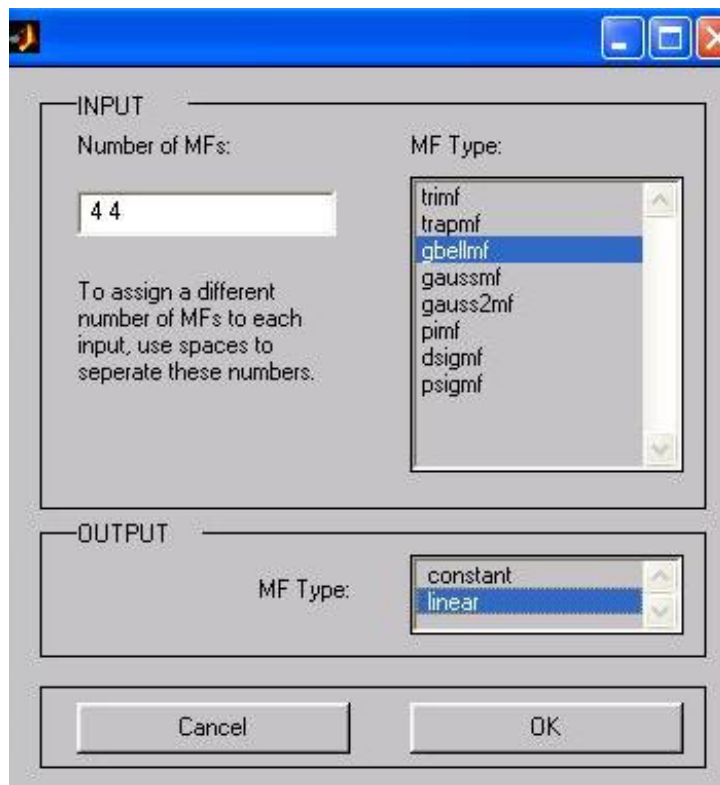 INPUT
Number of MFs:
4 4
To assign a different
number of MFs to each
input, use spaces to
seperate these numbers.
MF Type:
trimf
trapmf
gbellmf
gaussmf
gauss2mf
pimf
dsigmf
psigmf
OUTPUT
MF Type:
constant
linear
Cancel
OK